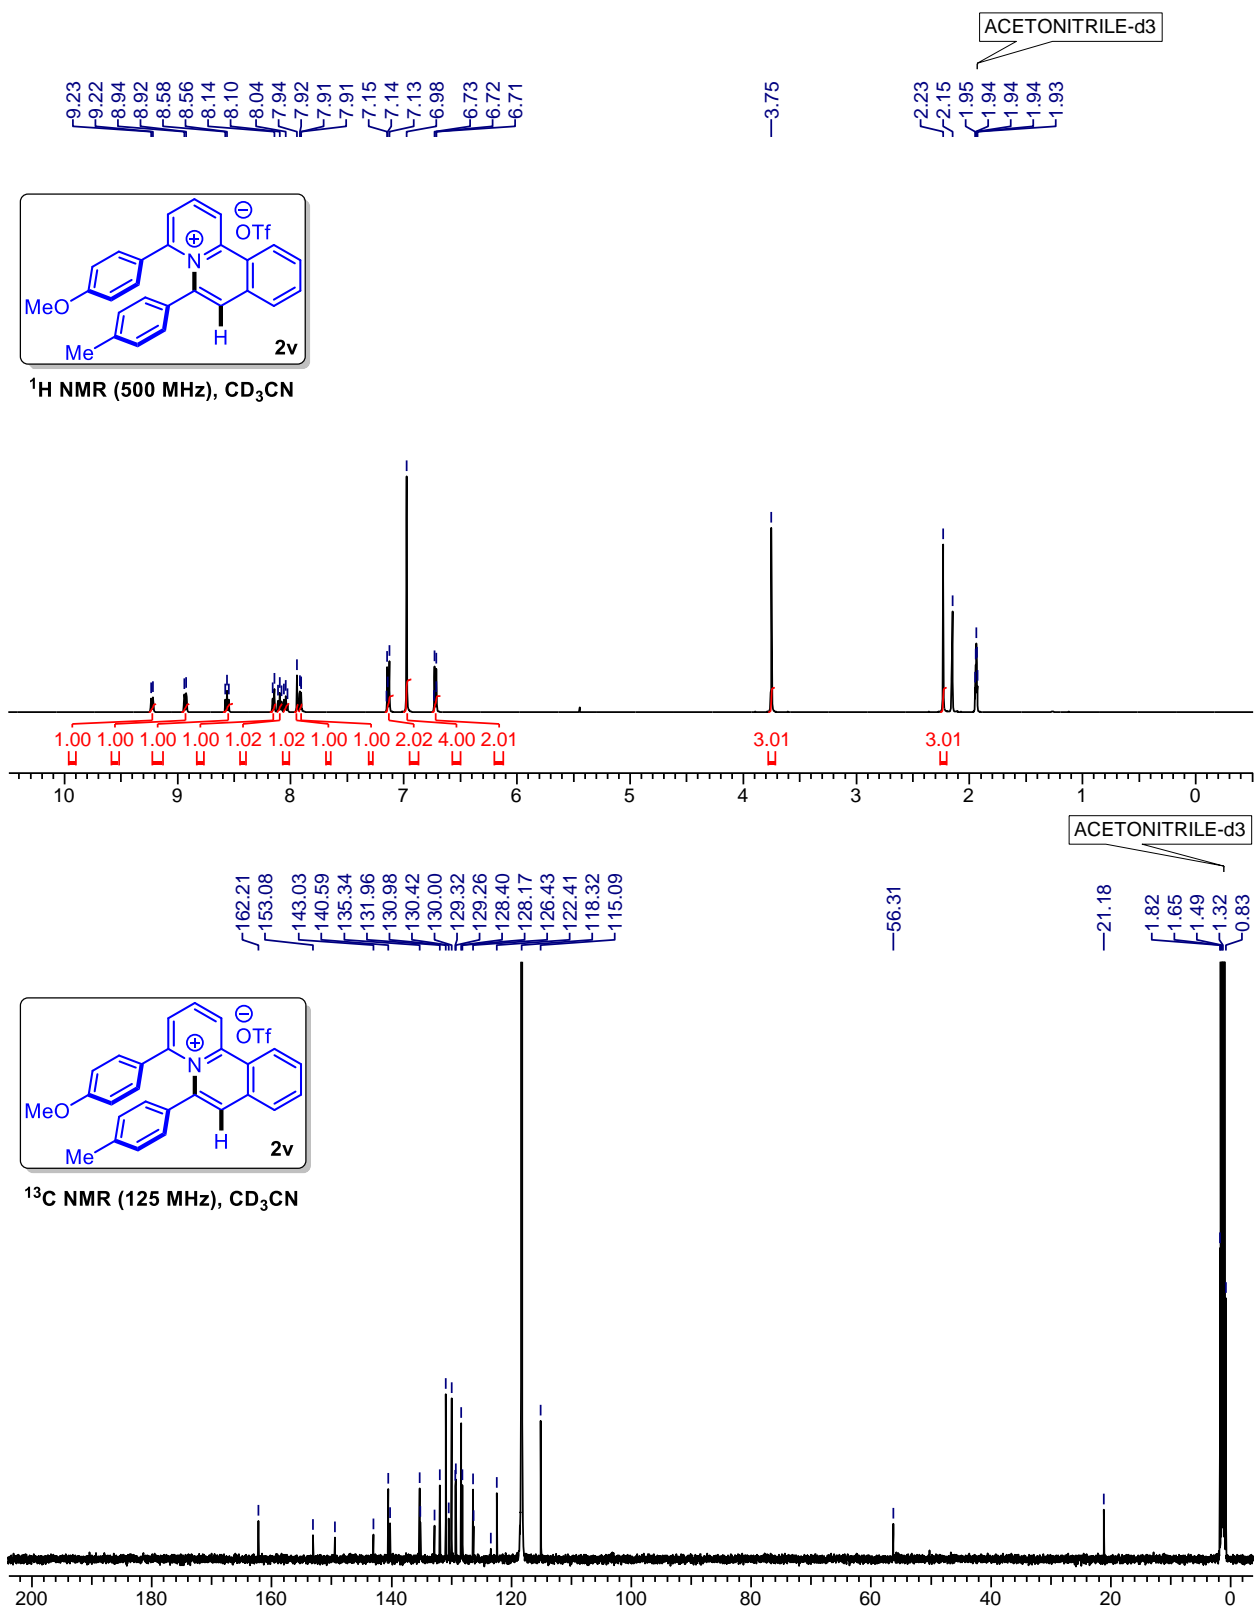 ACETONITRILE-d3
9.23
9.22
8.94
8.92
8.58
8.56
8.14
8.10
8.04
7.94
7.92
7.91
7.91
7.15
7.14
7.13
6.98
6.73
6.72
6.71
3.75
2.23
2.15
1.95
1.94
1.94
1.94
1.93
⊖
OTf
⊕
N
MeO
Me
H
2v
¹H NMR (500 MHz), CD₃CN
1.00 1.00 1.00 1.00 1.02 1.02 1.00 1.00 2.02 4.00 2.01 3.01 3.01
10 9 8 7 6 5 4 3 2 1 0
ACETONITRILE-d3
162.21
153.08
143.03
140.59
135.34
131.96
130.98
130.42
130.00
129.32
129.26
128.40
128.17
126.43
122.41
118.32
115.09
56.31
21.18
1.82
1.65
1.49
1.32
0.83
⊖
OTf
⊕
N
MeO
Me
H
2v
¹³C NMR (125 MHz), CD₃CN
200 180 160 140 120 100 80 60 40 20 0